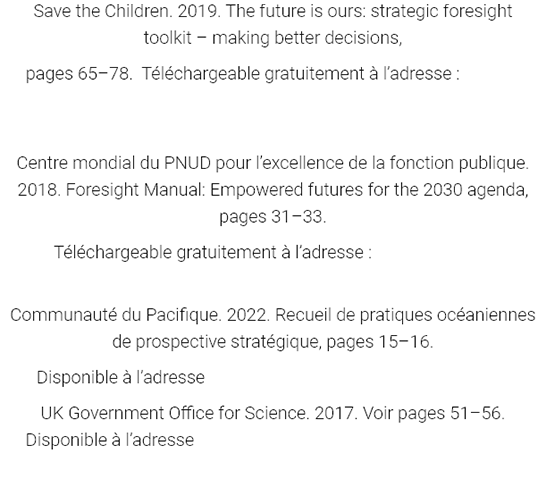 Save the Children. 2019. The future is ours: strategic foresight
toolkit – making better decisions,
pages 65–78. Téléchargeable gratuitement à l'adresse :
Centre mondial du PNUD pour l'excellence de la fonction publique.
2018. Foresight Manual: Empowered futures for the 2030 agenda,
pages 31–33.
Téléchargeable gratuitement à l'adresse :
Communauté du Pacifique. 2022. Recueil de pratiques océaniennes
de prospective stratégique, pages 15–16.
Disponible à l'adresse
UK Government Office for Science. 2017. Voir pages 51–56.
Disponible à l'adresse